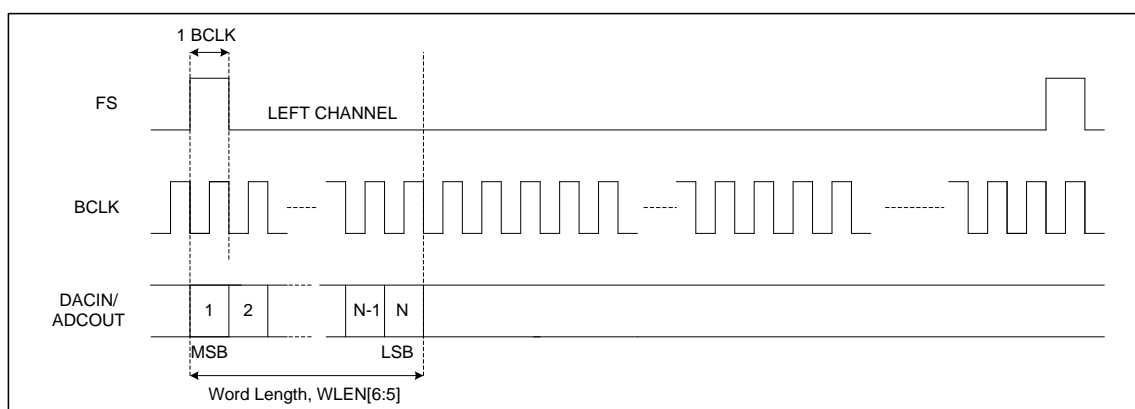 1 BCLK
FS
LEFT CHANNEL
BCLK
DACIN/
ADCOUT
1
2
N-1
N
MSB
LSB
Word Length, WLEN[6:5]